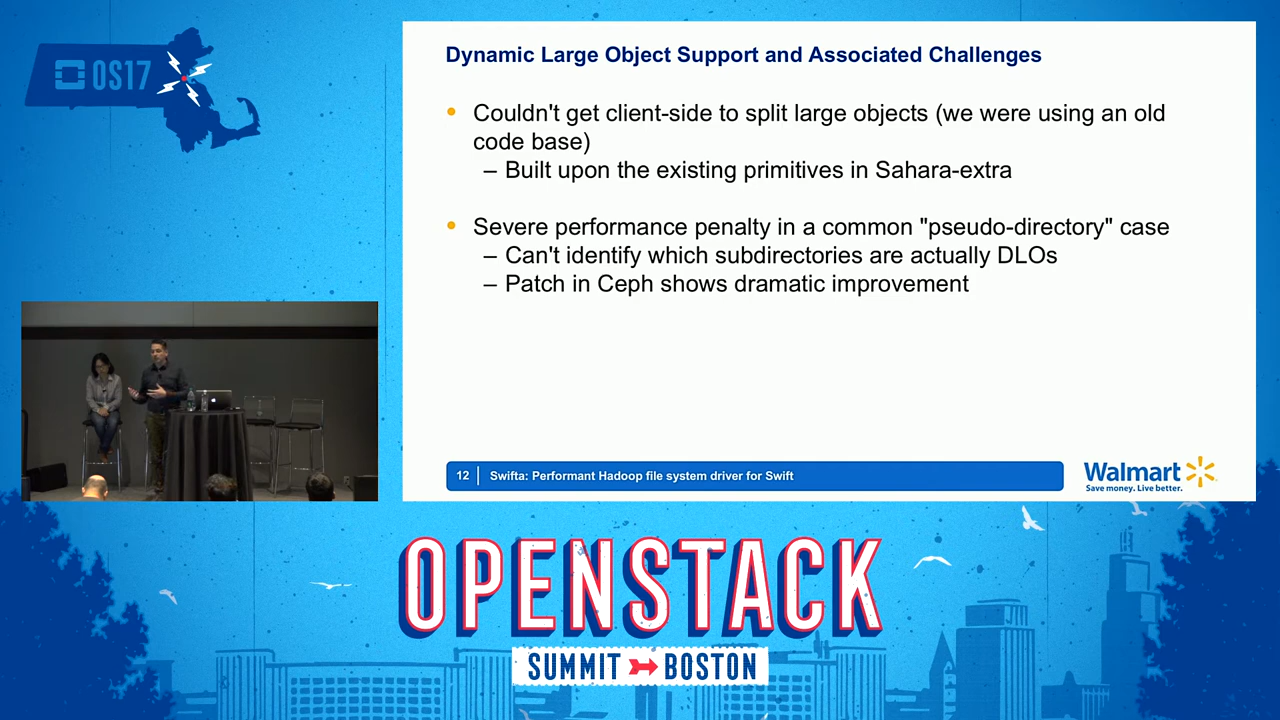 OS17
Dynamic Large Object Support and Associated Challenges
Couldn't get client-side to split large objects (we were using an old
code base)
– Built upon the existing primitives in Sahara-extra
Severe performance penalty in a common "pseudo-directory" case
– Can't identify which subdirectories are actually DLOs
– Patch in Ceph shows dramatic improvement
12 Swifta: Performant Hadoop file system driver for Swift
Walmart
Save money. Live better.
OPENSTACK
SUMMIT BOSTON